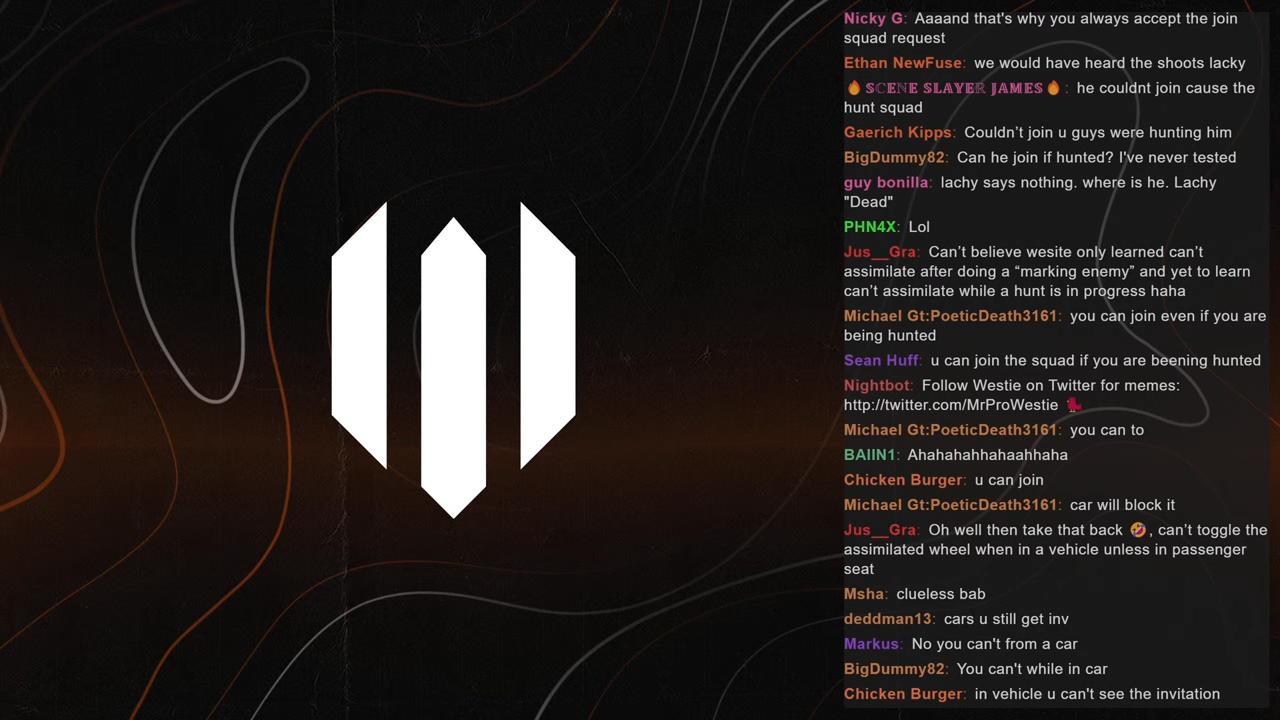 Nicky G: Aaaand that's why you always accept the join
squad request
Ethan NewFuse: we would have heard the shoots lacky
🔥 𝕊ℂ𝔼ℕ𝔼 𝕊𝕃𝔸𝕐𝔼ℝ 𝕁𝔸𝕄𝔼𝕊🔥: he couldnt join cause the
hunt squad
Gaerich Kipps: Couldn’t join u guys were hunting him
BigDummy82: Can he join if hunted? I've never tested
guy bonilla: lachy says nothing. where is he. Lachy
"Dead"
PHN4X: Lol
Jus__Gra: Can’t believe wesite only learned can’t
assimilate after doing a “marking enemy” and yet to learn
can’t assimilate while a hunt is in progress haha
Michael Gt:PoeticDeath3161: you can join even if you are
being hunted
Sean Huff: u can join the squad if you are beening hunted
Nightbot: Follow Westie on Twitter for memes:
http://twitter.com/MrProWestie
Michael Gt:PoeticDeath3161: you can to
BAIIN1: Ahahahahhahaahhaha
Chicken Burger: u can join
Michael Gt:PoeticDeath3161: car will block it
Jus__Gra: Oh well then take that back 🤣, can’t toggle the
assimilated wheel when in a vehicle unless in passenger
seat
Msha: clueless bab
deddman13: cars u still get inv
Markus: No you can't from a car
BigDummy82: You can't while in car
Chicken Burger: in vehicle u can't see the invitation